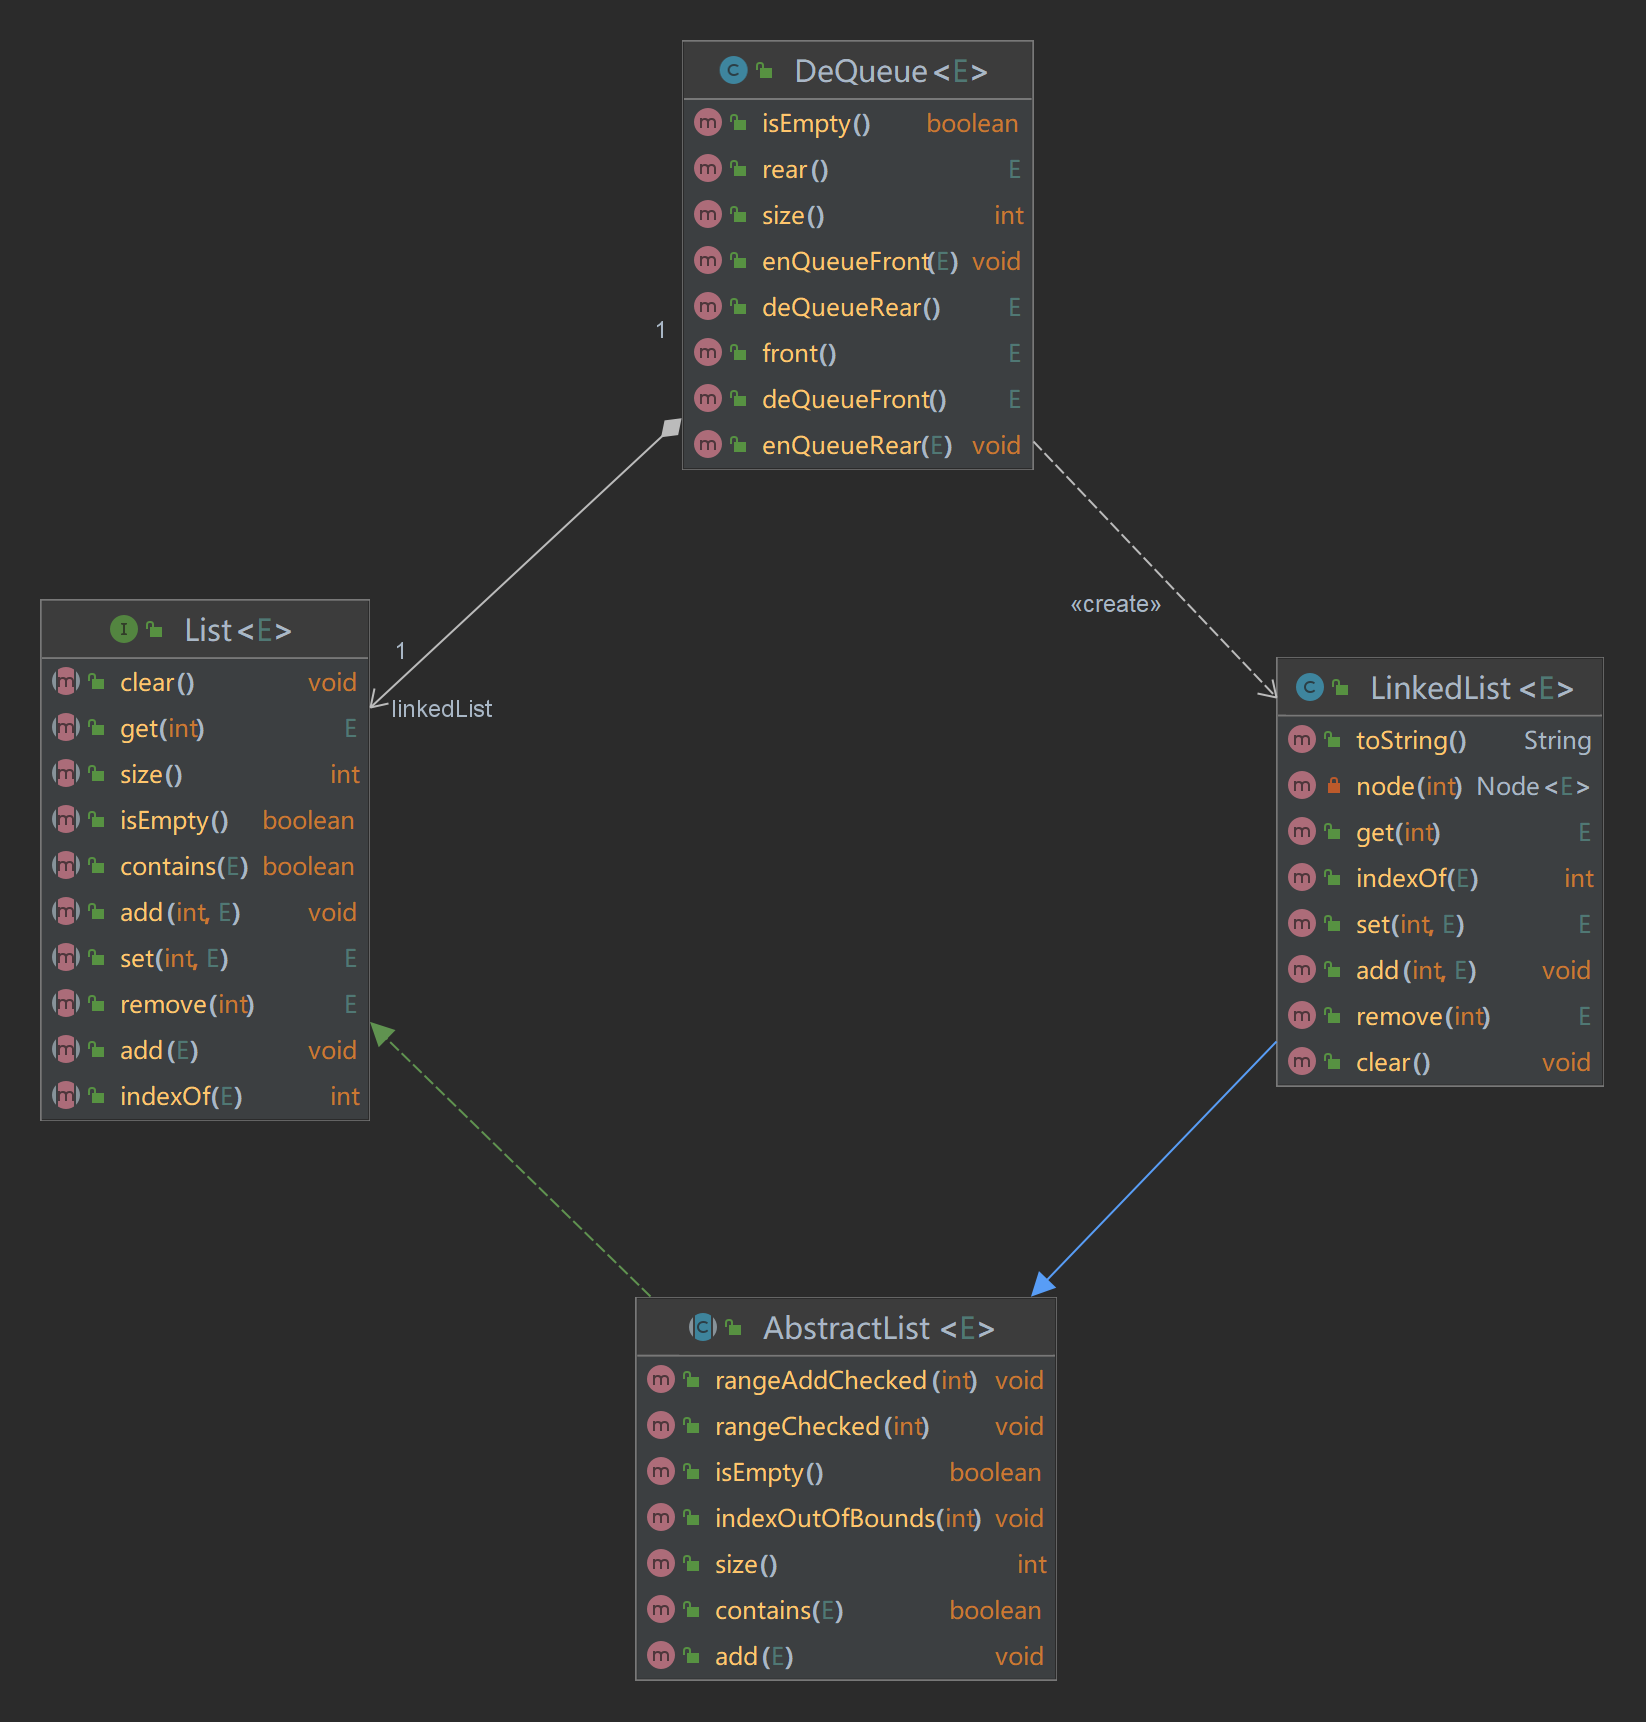 C DeQueue<E>
m isEmpty() boolean
m rear() E
m size() int
m enQueueFront(E) void
m deQueueRear() E
m front() E
m deQueueFront() E
m enQueueRear(E) void
1
«create»
1
linkedList
I List<E>
m clear() void
m get(int) E
m size() int
m isEmpty() boolean
m contains(E) boolean
m add(int, E) void
m set(int, E) E
m remove(int) E
m add(E) void
m indexOf(E) int
C LinkedList<E>
m toString() String
m node(int) Node<E>
m get(int) E
m indexOf(E) int
m set(int, E) E
m add(int, E) void
m remove(int) E
m clear() void
C AbstractList<E>
m rangeAddChecked(int) void
m rangeChecked(int) void
m isEmpty() boolean
m indexOutOfBounds(int) void
m size() int
m contains(E) boolean
m add(E) void